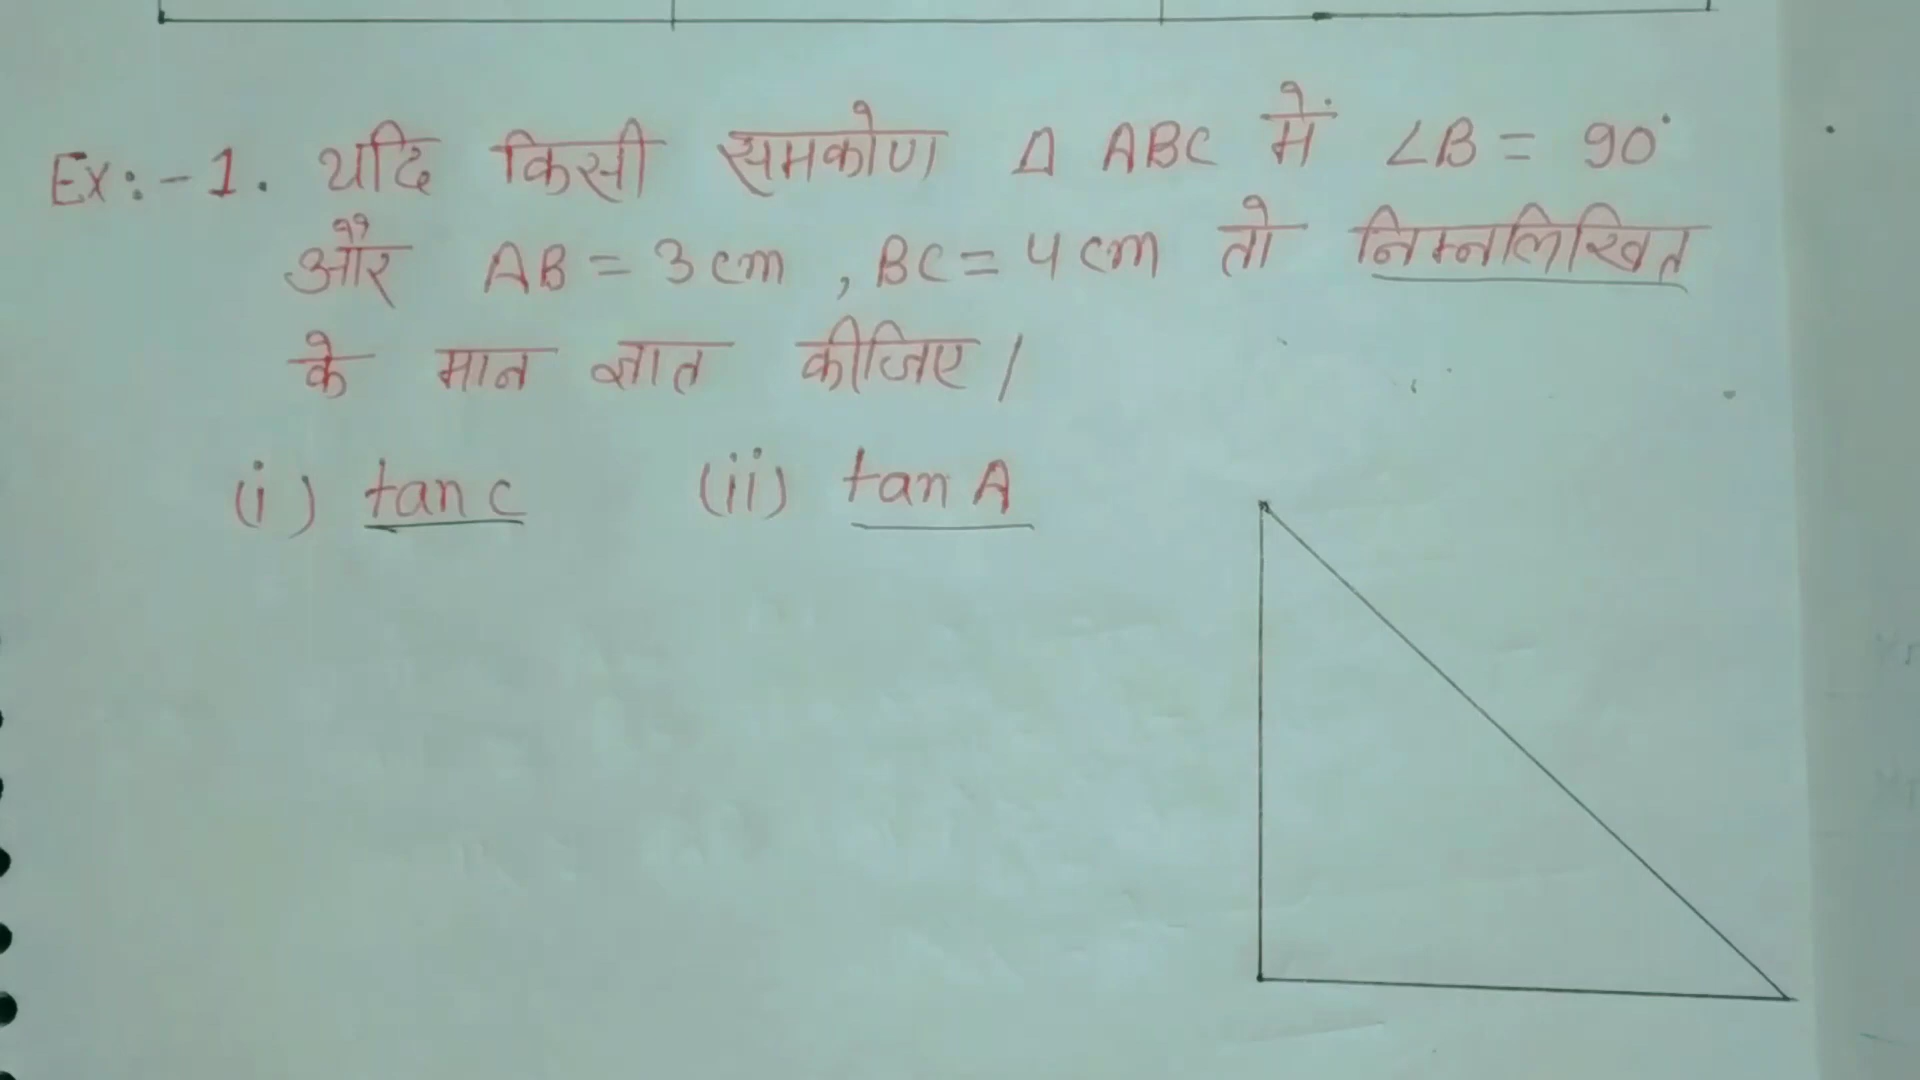 Ex:-1. यदि किसी समकोण Δ ABC में ∠B = 90°
और AB = 3 cm, BC = 4 cm तो निम्नलिखित
के मान ज्ञात कीजिए।
(i) tan C (ii) tan A